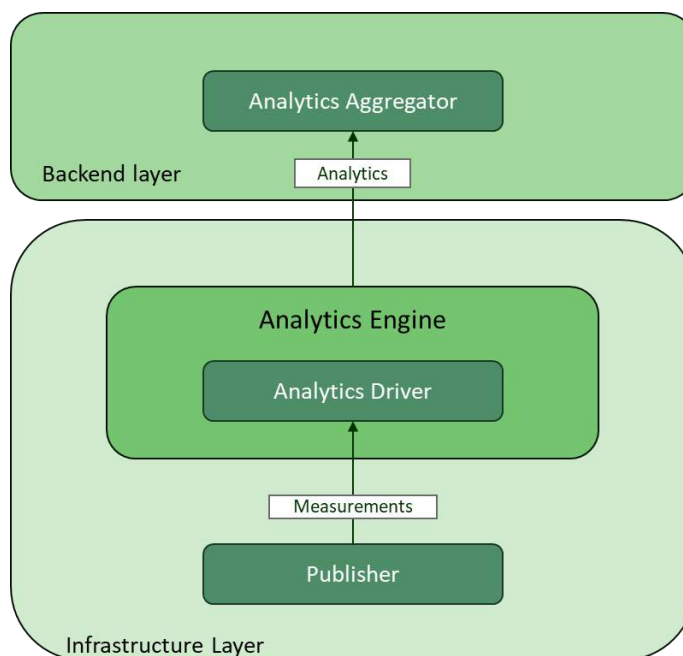 Analytics Aggregator
Analytics
Backend layer
Analytics Engine
Analytics Driver
Measurements
Publisher
Infrastructure Layer